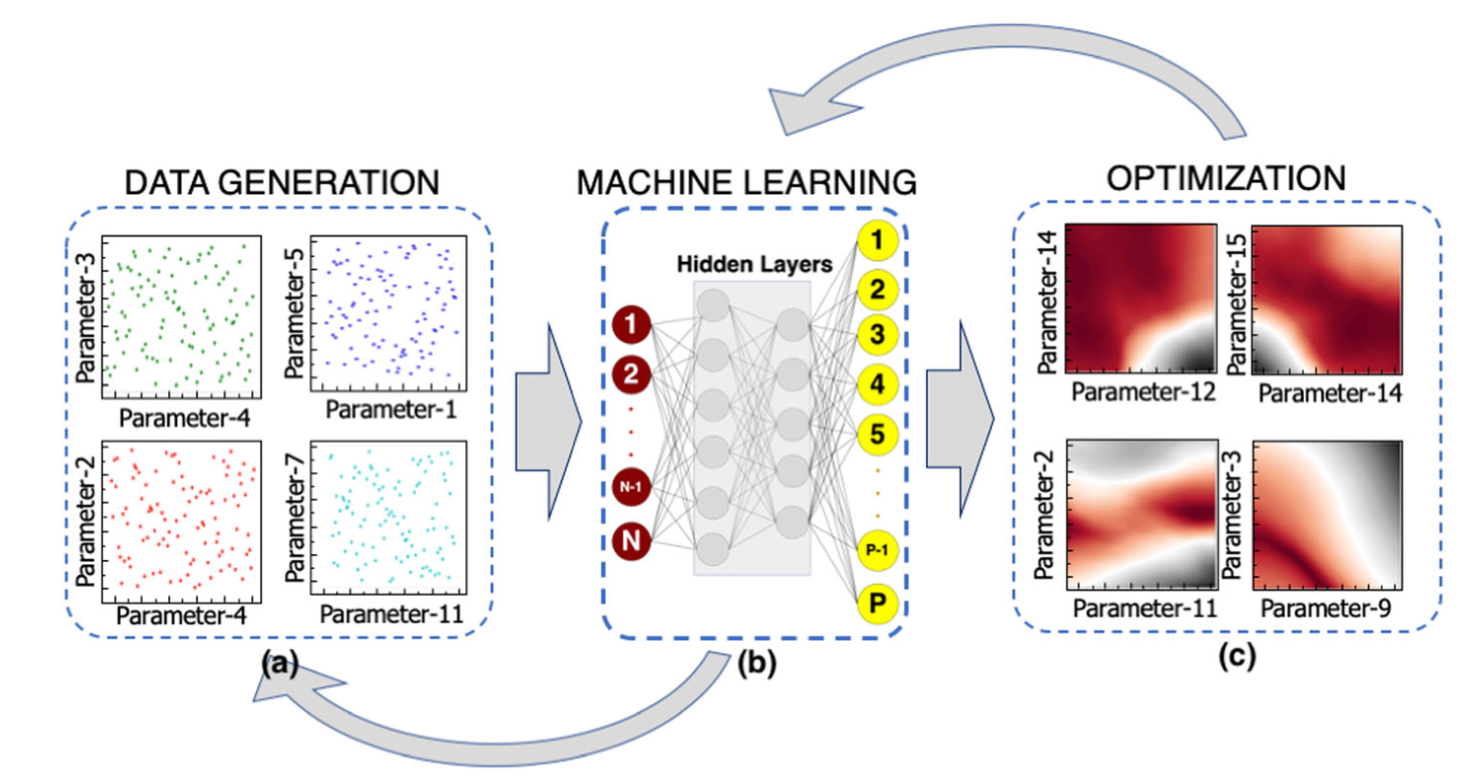 DATA GENERATION
Parameter-3
Parameter-4
Parameter-5
Parameter-1
Parameter-2
Parameter-4
Parameter-7
Parameter-11
(a)
MACHINE LEARNING
Hidden Layers
1
2
N-1
N
1
2
3
4
5
P-1
P
(b)
OPTIMIZATION
Parameter-14
Parameter-12
Parameter-15
Parameter-14
Parameter-2
Parameter-11
Parameter-3
Parameter-9
(c)